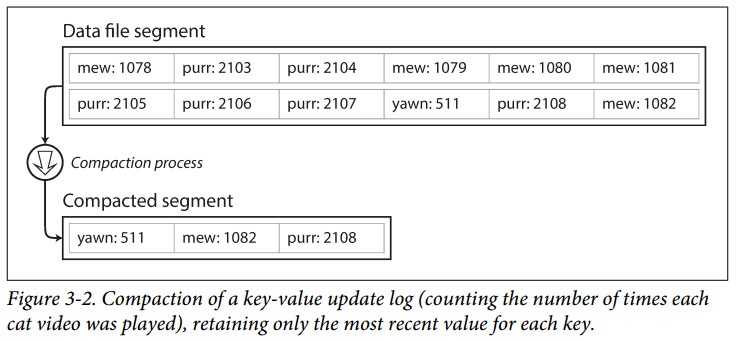 Data file segment
mew: 1078 purr: 2103 purr: 2104 mew: 1079 mew: 1080 mew: 1081
purr: 2105 purr: 2106 purr: 2107 yawn: 511 purr: 2108 mew: 1082
Compaction process
Compacted segment
yawn: 511 mew: 1082 purr: 2108
Figure 3-2. Compaction of a key-value update log (counting the number of times each
cat video was played), retaining only the most recent value for each key.